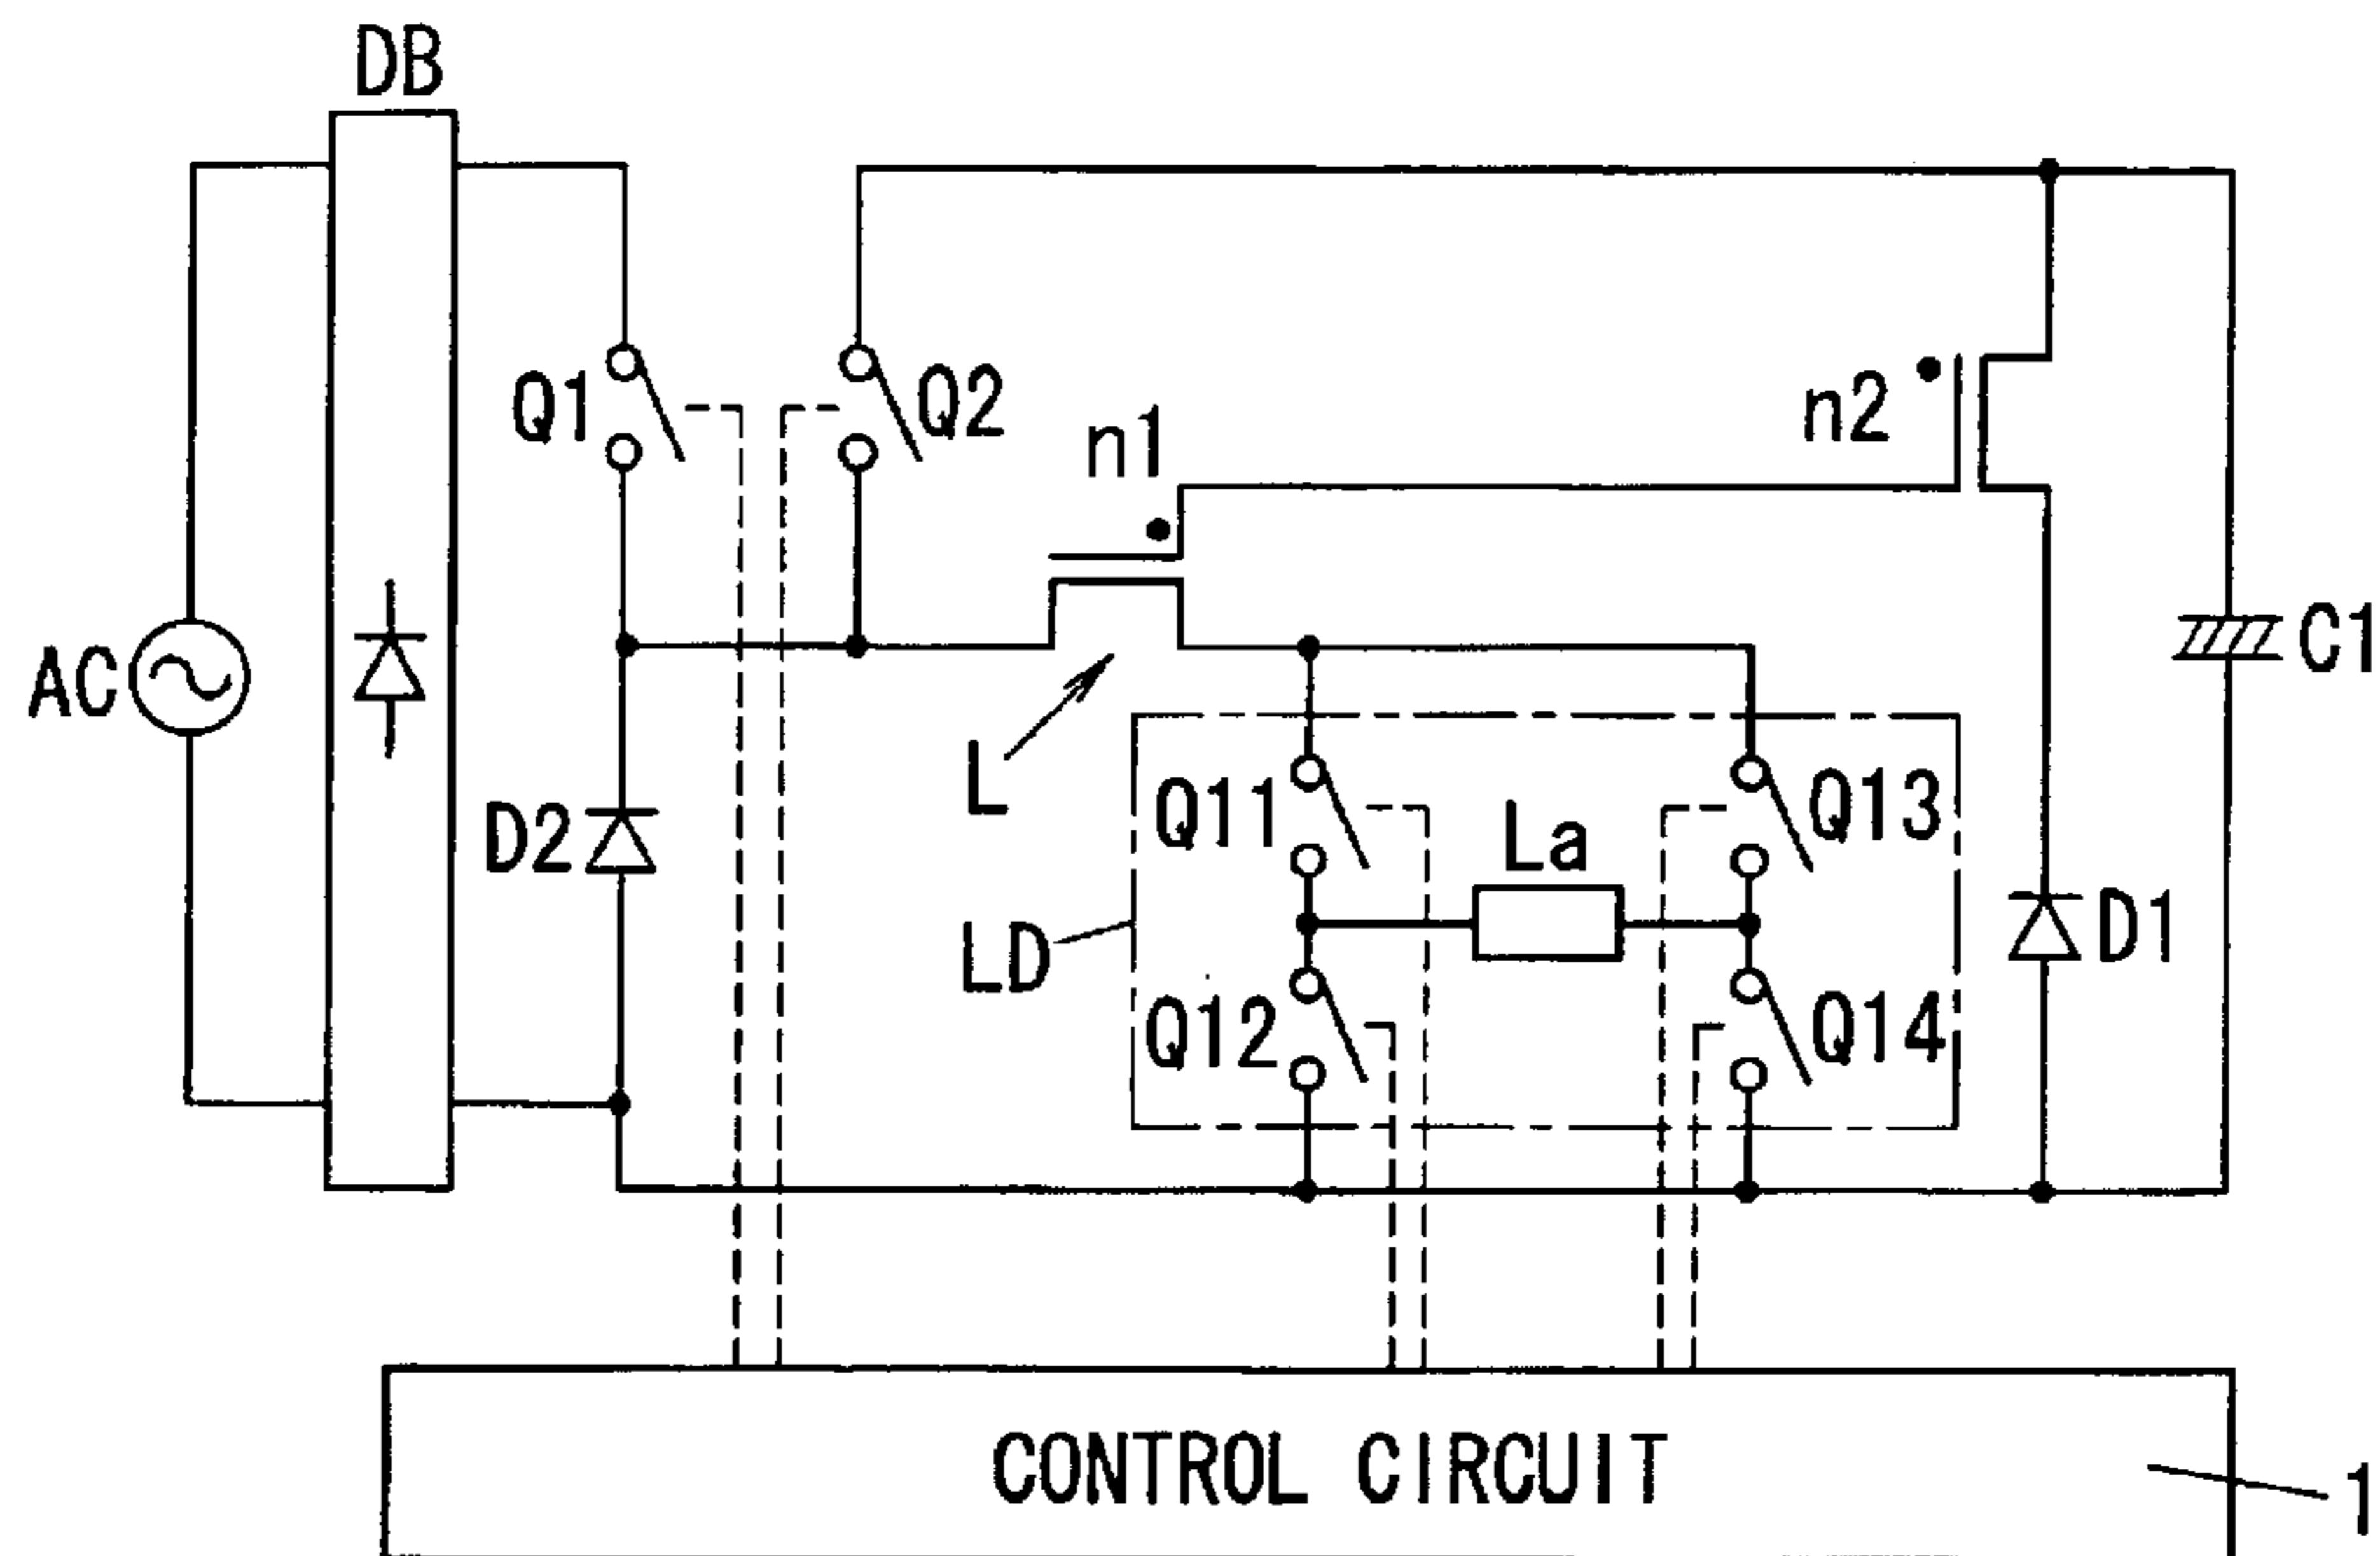 DB
Q1
Q2
n1
n2
AC
C1
L
D2
Q11
La
Q13
LD
D1
Q12
Q14
CONTROL CIRCUIT
1